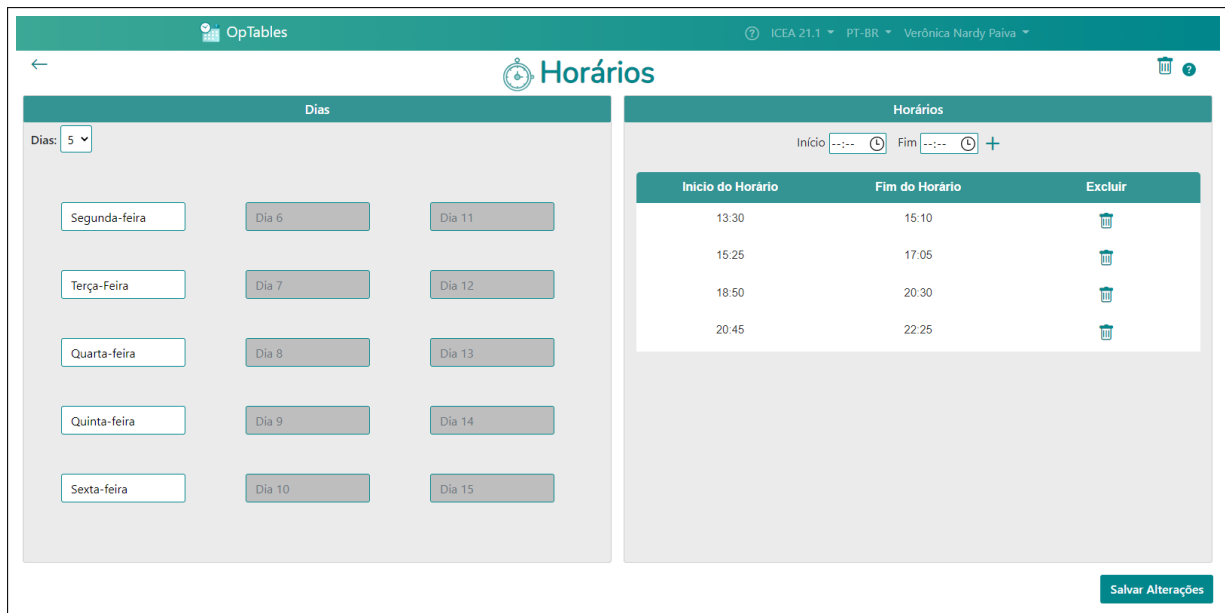 OpTables
? ICEA 21.1 PT-BR Verônica Nardy Paiva
Horários
?
Dias
Dias: 5
Segunda-feira Dia 6 Dia 11
Terça-Feira Dia 7 Dia 12
Quarta-feira Dia 8 Dia 13
Quinta-feira Dia 9 Dia 14
Sexta-feira Dia 10 Dia 15
Horários
Início --:-- Fim --:-- +
Inicio do Horário Fim do Horário Excluir
13:30 15:10
15:25 17:05
18:50 20:30
20:45 22:25
Salvar Alterações